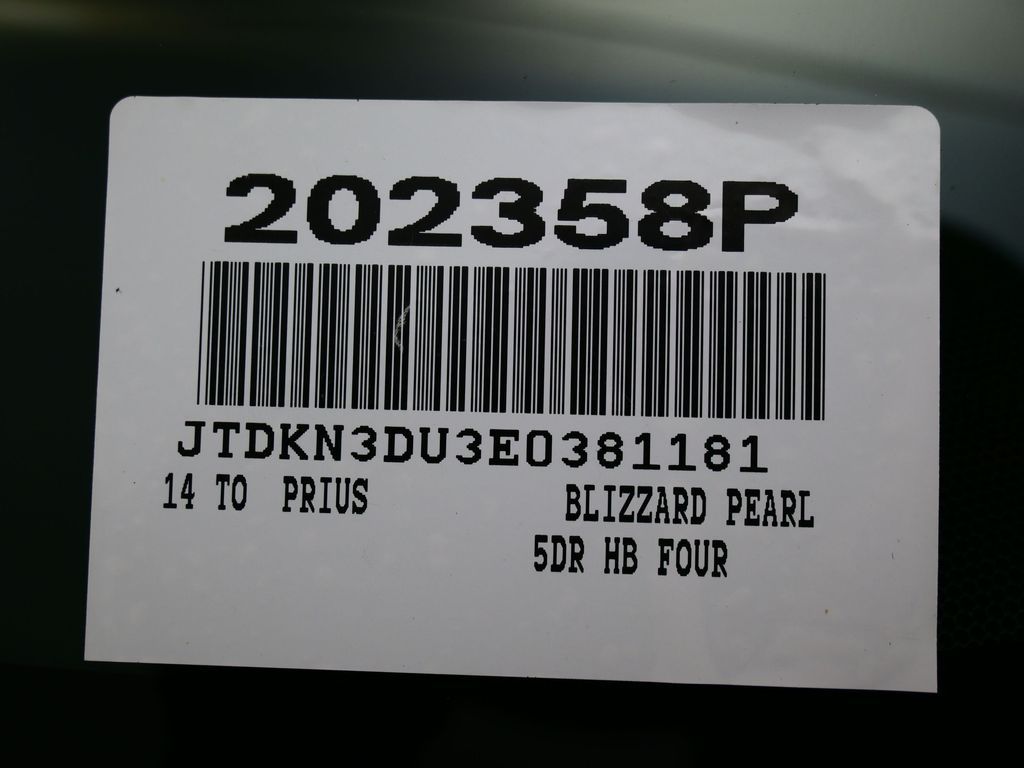 202358P
JTDKN3DU3E0381181
14 TO PRIUS BLIZZARD PEARL
5DR HB FOUR